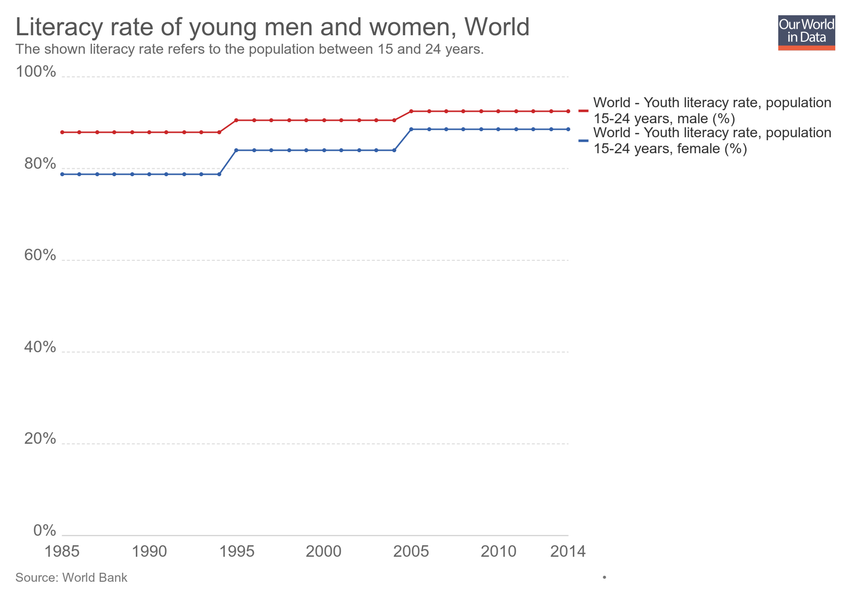 Literacy rate of young men and women, World
The shown literacy rate refers to the population between 15 and 24 years.
Our World
in Data
100%
80%
60%
40%
20%
0%
World - Youth literacy rate, population
15-24 years, male (%)
World - Youth literacy rate, population
15-24 years, female (%)
1985 1990 1995 2000 2005 2010 2014
Source: World Bank